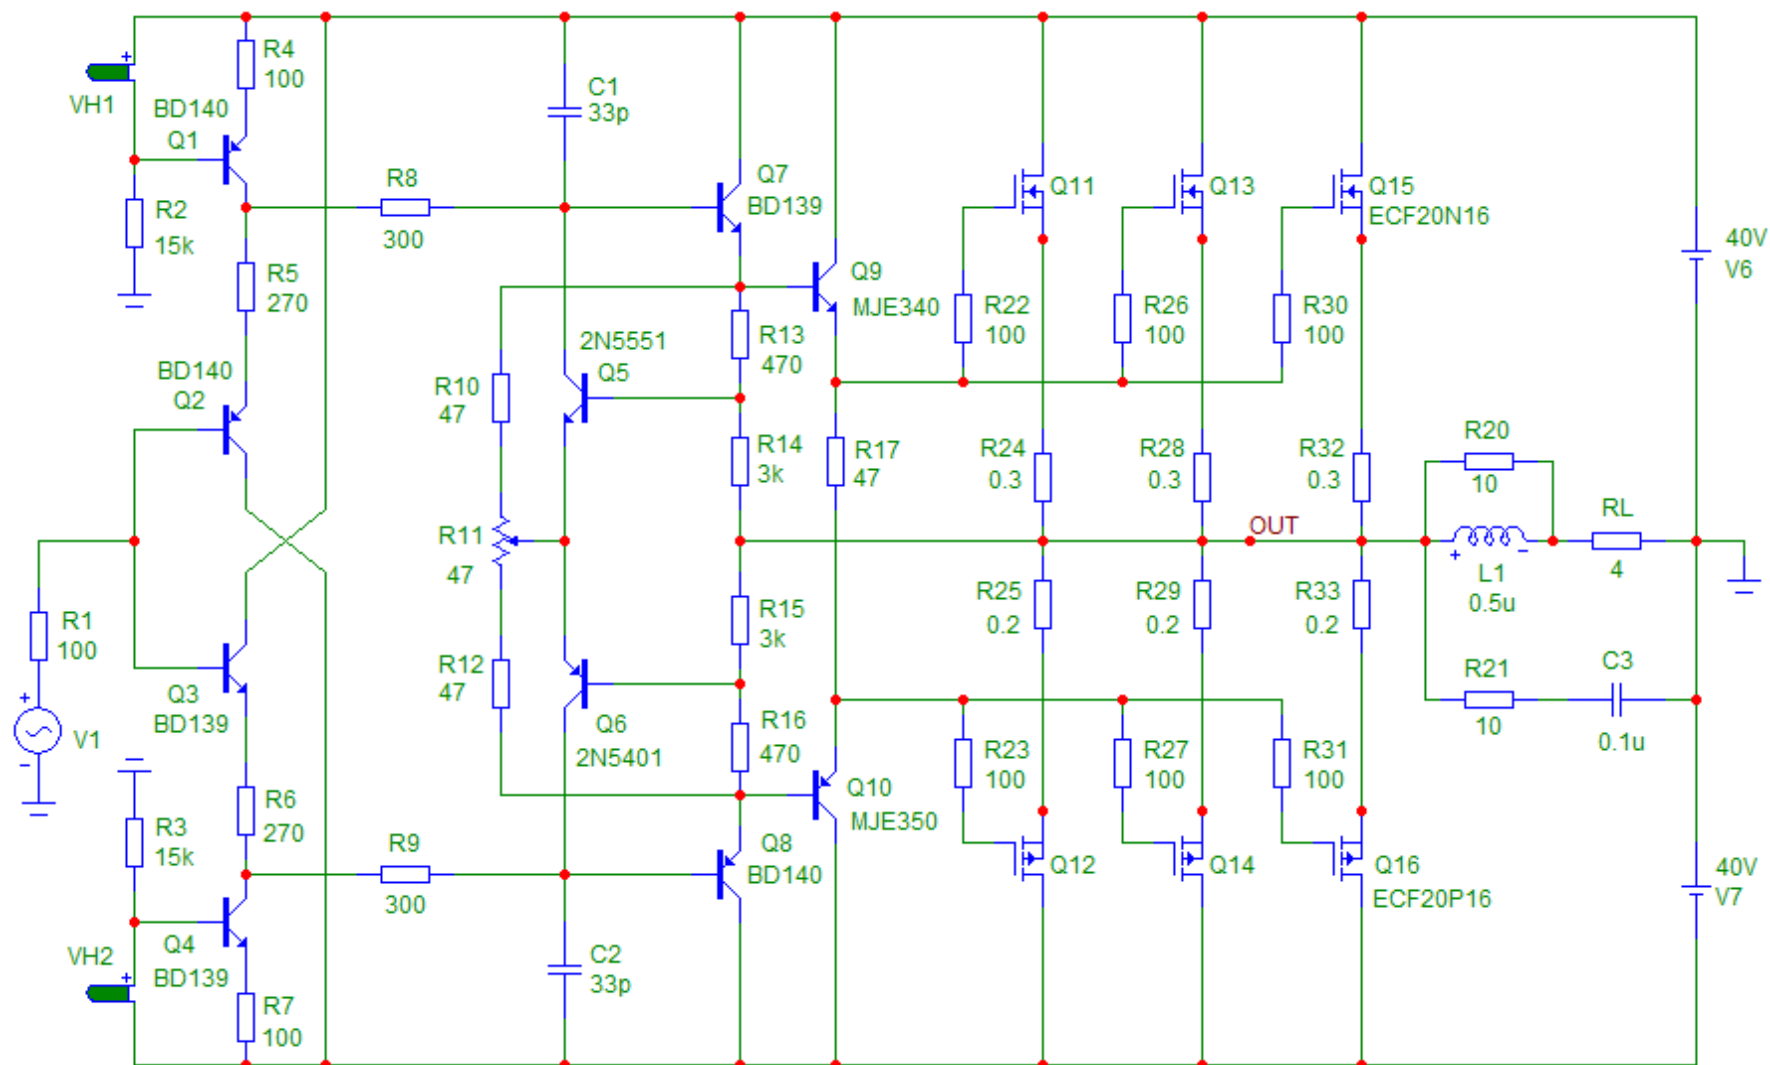 R4
100
VH1
BD140
Q1
C1
33p
R2
15k
R8
300
Q7
BD139
Q11
Q13
Q15
ECF20N16
40V
V6
R5
270
Q9
MJE340
R22
100
R26
100
R30
100
2N5551
Q5
R13
470
BD140
Q2
R10
47
R14
3k
R17
47
R24
0.3
R28
0.3
R32
0.3
R20
10
RL
4
R11
47
OUT
L1
0.5u
R1
100
R25
0.2
R29
0.2
R33
0.2
R15
3k
R12
47
R21
10
C3
0.1u
Q3
BD139
V1
Q6
2N5401
R16
470
R23
100
R27
100
R31
100
R6
270
R3
15k
R9
300
Q10
MJE350
Q8
BD140
Q12
Q14
Q16
ECF20P16
40V
V7
VH2
Q4
BD139
C2
33p
R7
100